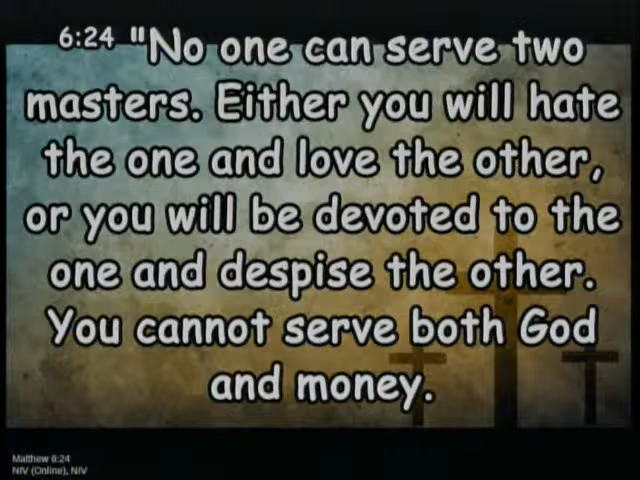 6:24 "No one can serve two
masters. Either you will hate
the one and love the other,
or you will be devoted to the
one and despise the other.
You cannot serve both God
and money.
Matthew 6:24
NIV (Online), NIV